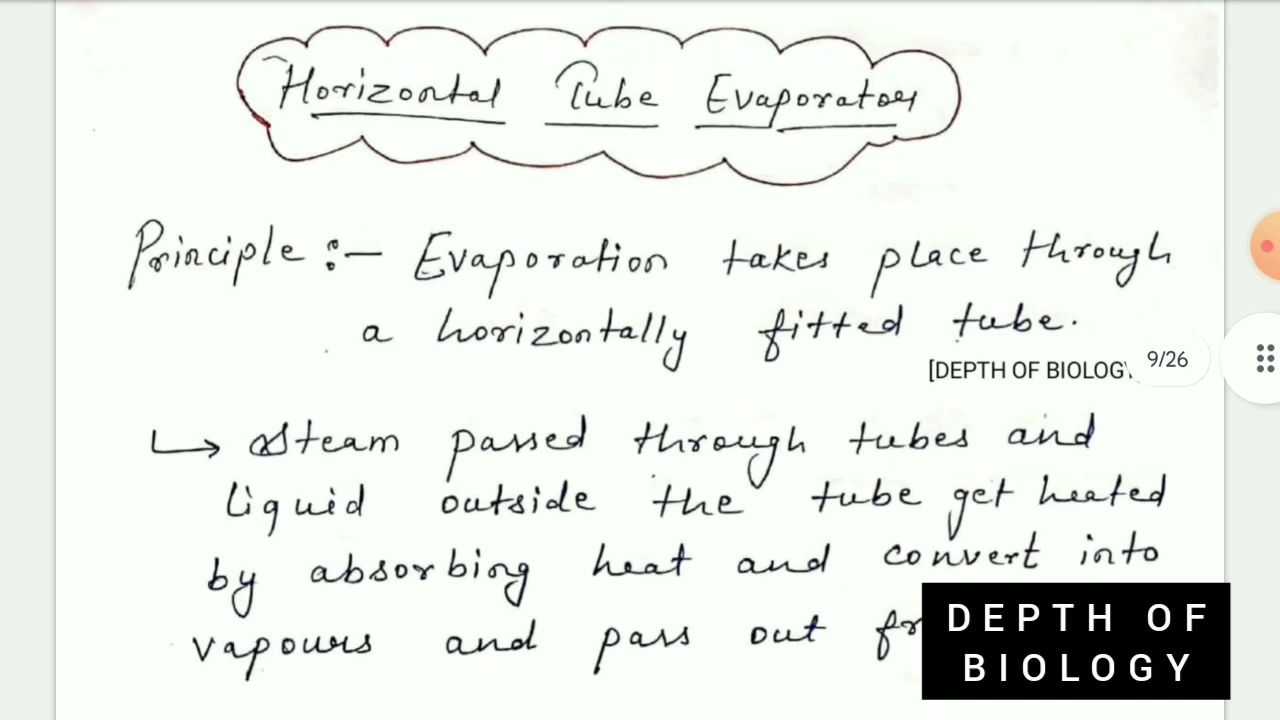 Horizontal Tube Evaporator
Principle :- Evaporation takes place through
a horizontally fitted tube.
[DEPTH OF BIOLOGY
9/26
↳ Steam passed through tubes and
liquid outside the tube get heated
by absorbing heat and convert into
vapours and pass out
DEPTH OF
BIOLOGY